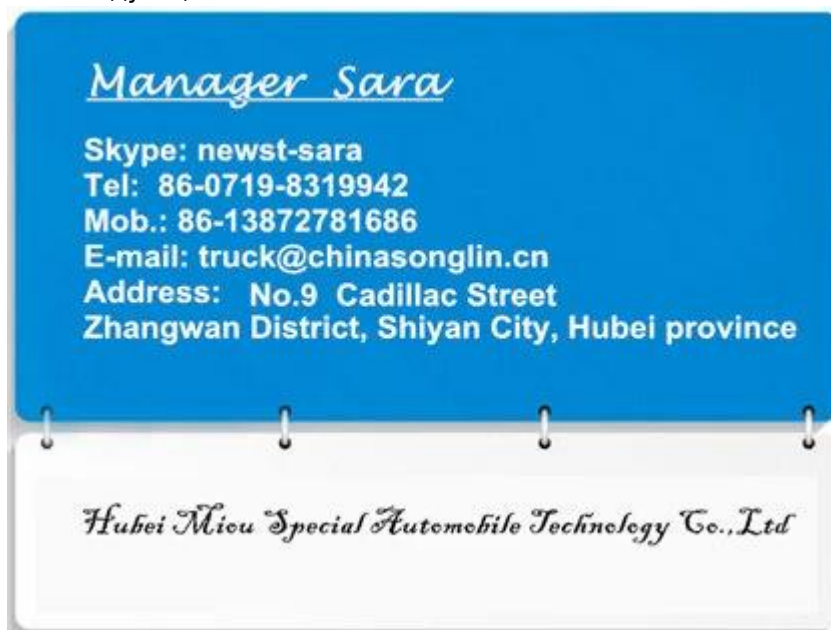 Manager Sara
Skype: newst-sara
Tel: 86-0719-8319942
Mob.: 86-13872781686
E-mail: truck@chinasonglin.cn
Address: No.9 Cadillac Street
Zhangwan District, Shiyan City, Hubei province
Hubei Miou Special Automobile Technology Co.,Ltd